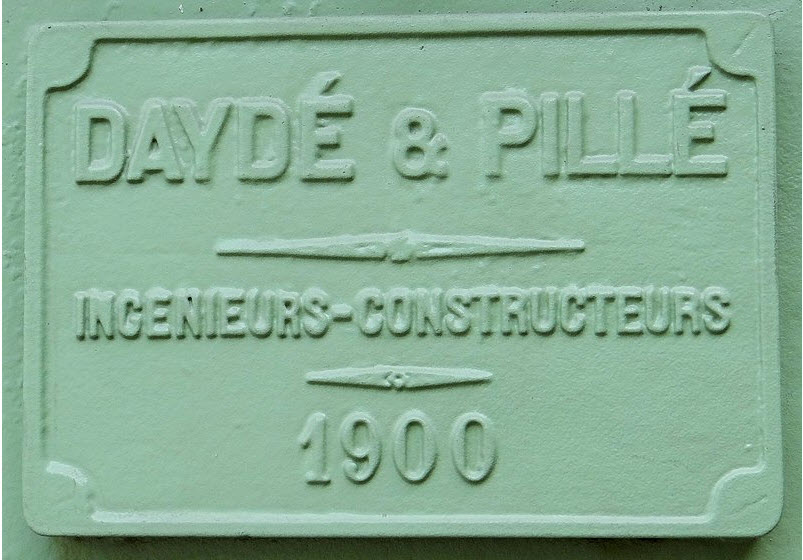 DAYDÉ & PILLÉ
INGENIEURS-CONSTRUCTEURS
1900